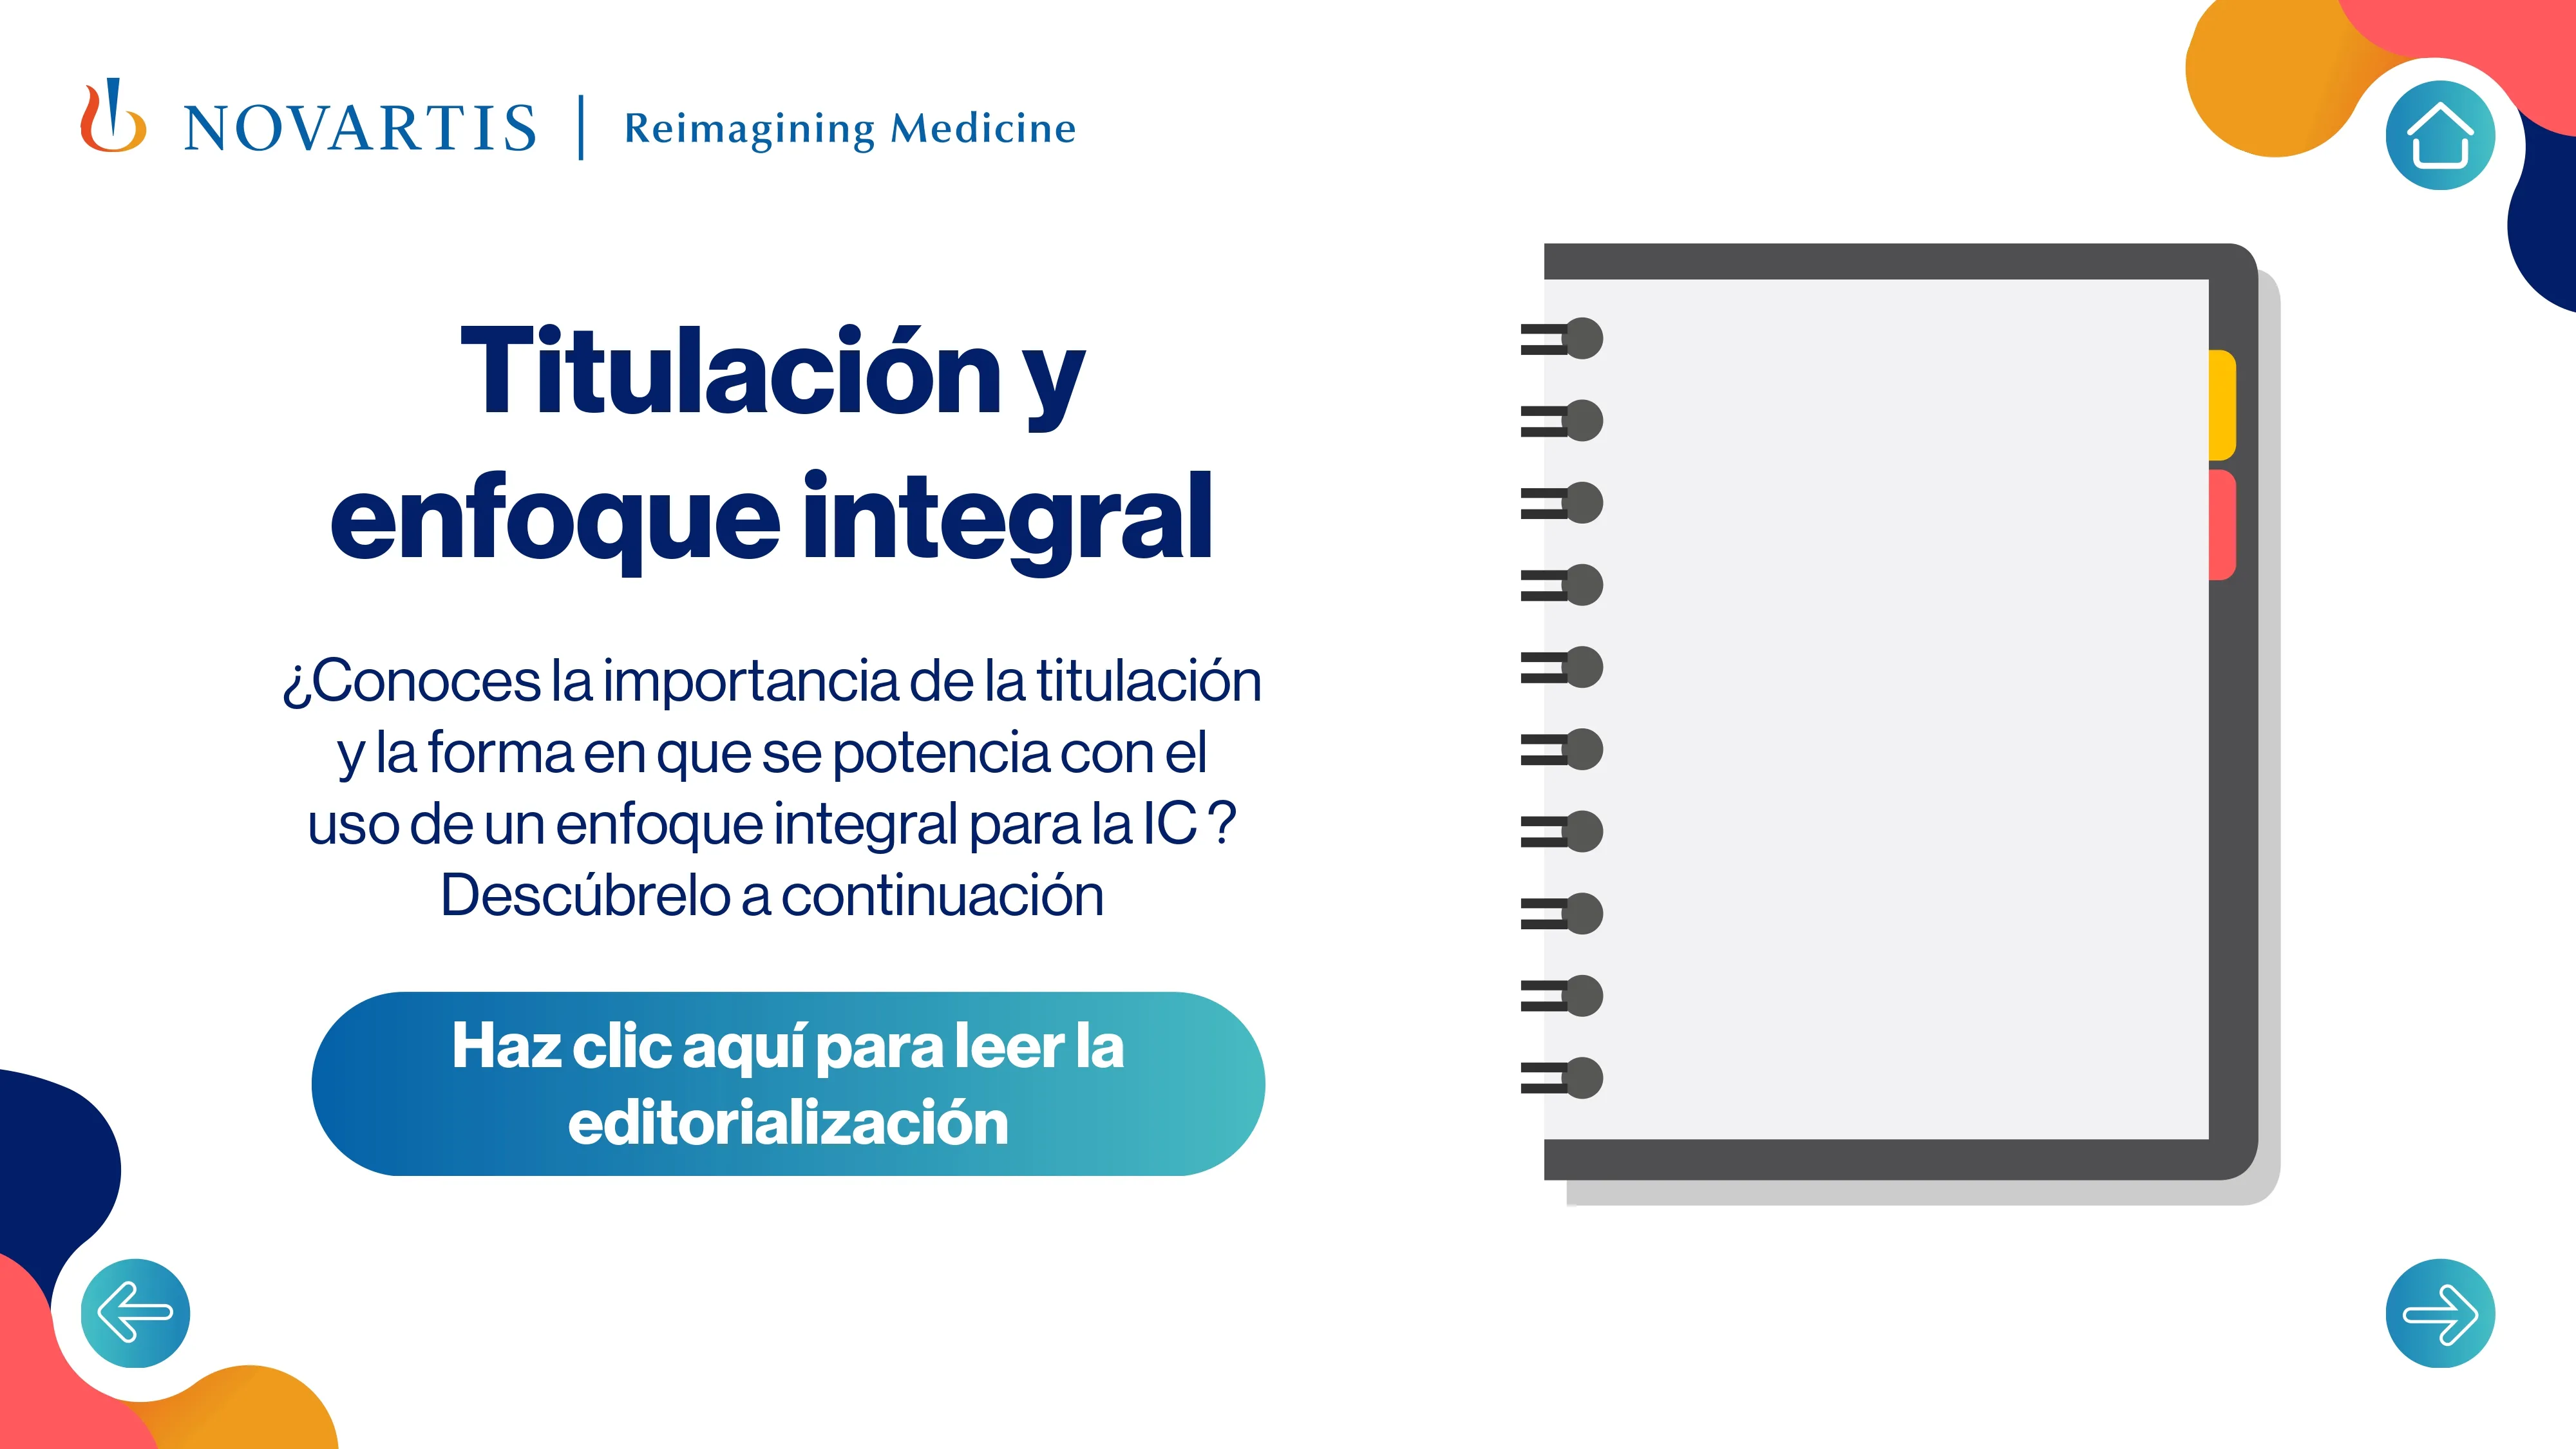 NOVARTIS | Reimagining Medicine
Titulación y
enfoque integral
¿Conoces la importancia de la titulación
y la forma en que se potencia con el
uso de un enfoque integral para la IC ?
Descúbrelo a continuación
Haz clic aquí para leer la
editorialización